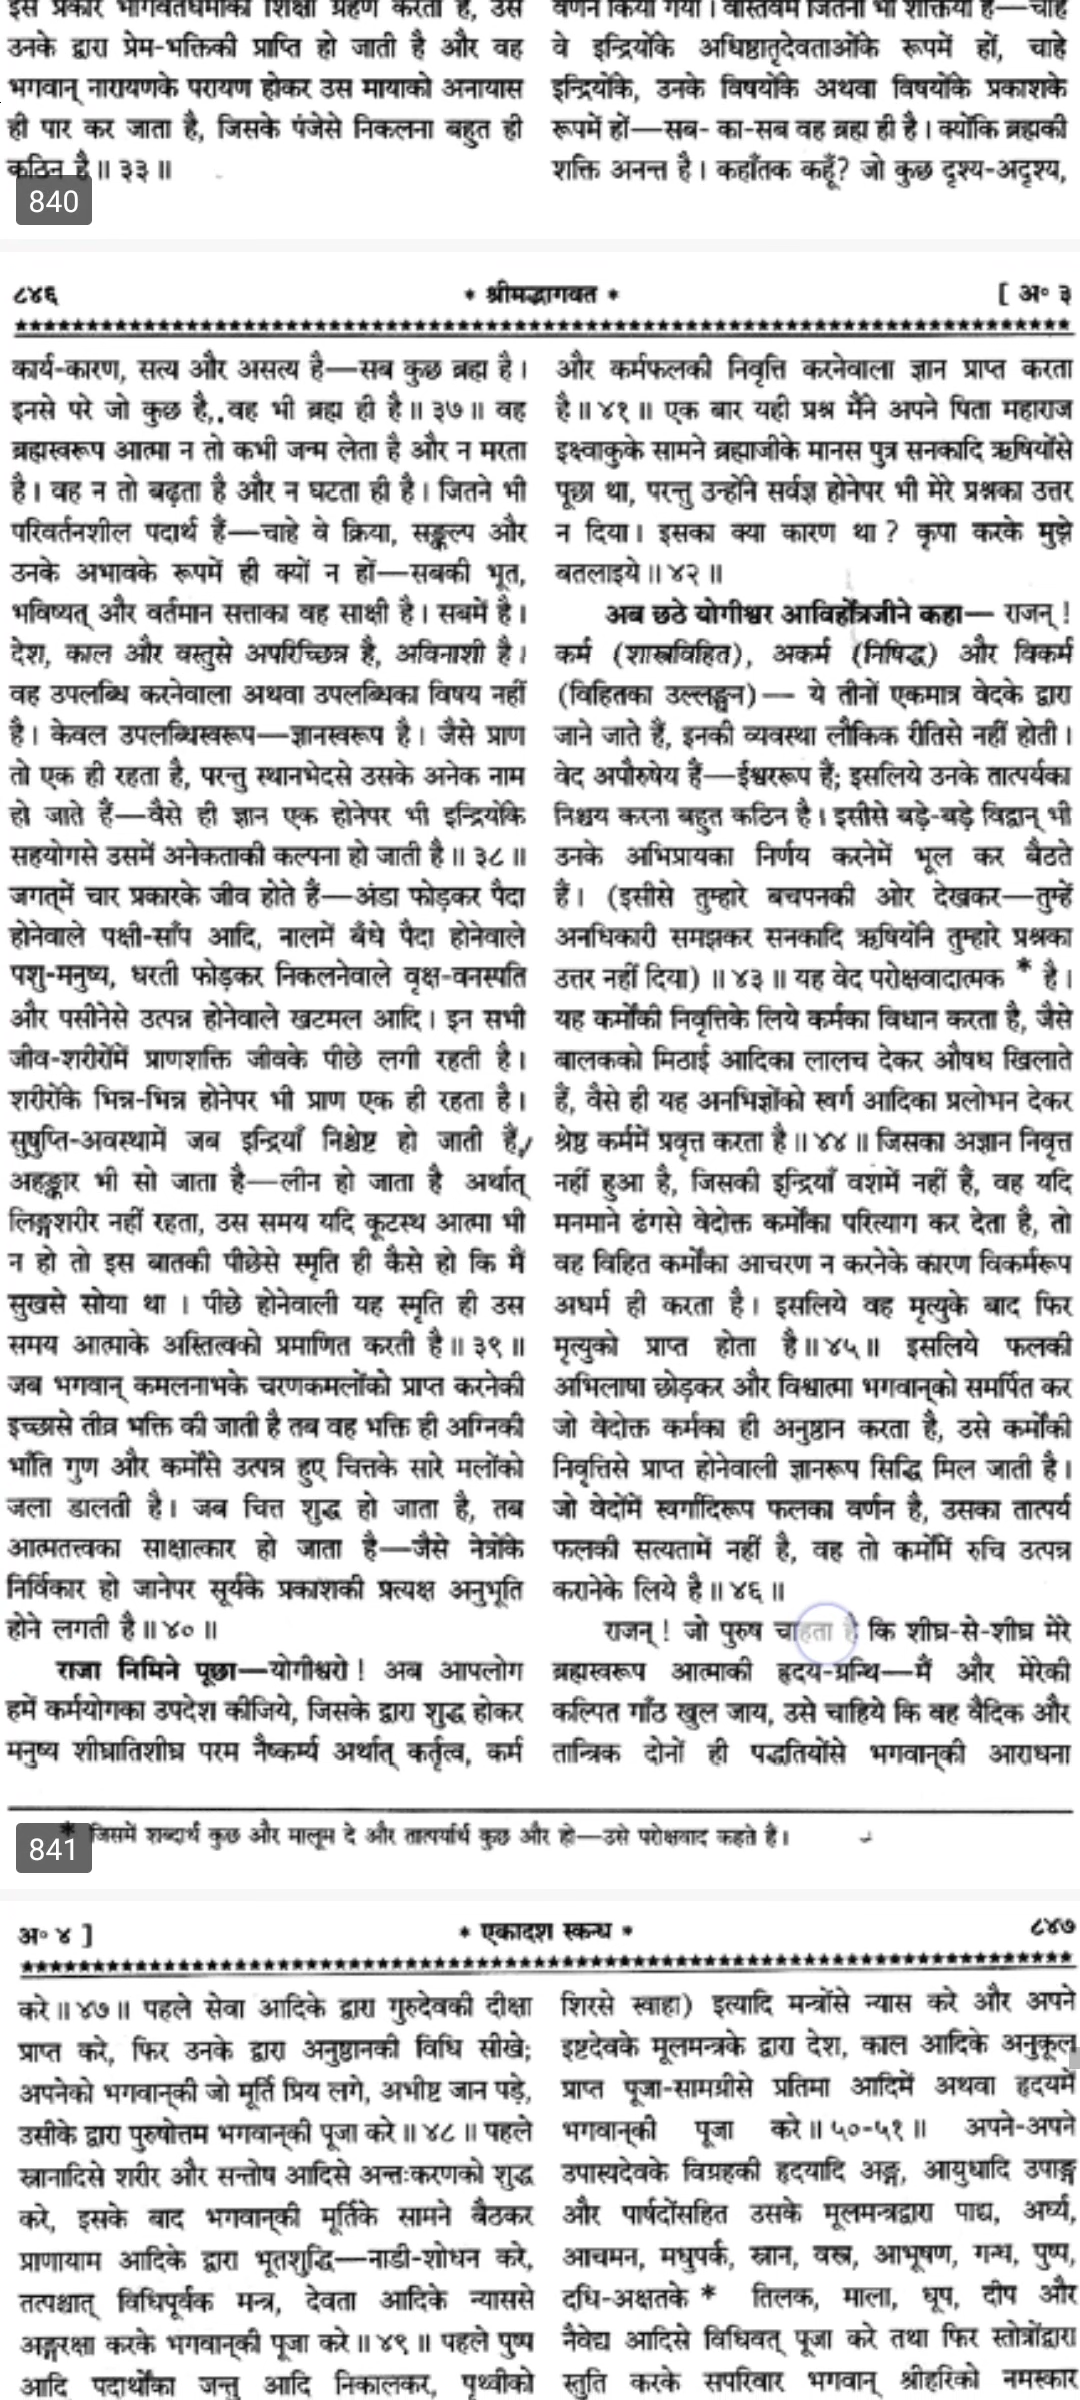 इस प्रकार भागवतधर्मोंकी शिक्षा ग्रहण करता है, उसे
उनके द्वारा प्रेम-भक्तिकी प्राप्ति हो जाती है और वह
भगवान् नारायणके परायण होकर उस मायाको अनायास
ही पार कर जाता है, जिसके पंजेसे निकलना बहुत ही
कठिन है॥ ३३॥
वर्णन किया गया। वास्तवमें जितनी भी शक्तियाँ हैं—चाहे
वे इन्द्रियोंके अधिष्ठातृदेवताओंके रूपमें हों, चाहे
इन्द्रियोंके, उनके विषयोंके अथवा विषयोंके प्रकाशके
रूपमें हों—सब- का-सब वह ब्रह्म ही है। क्योंकि ब्रह्मकी
शक्ति अनन्त है। कहाँतक कहूँ? जो कुछ दृश्य-अदृश्य,
840
८४६ * श्रीमद्भागवत * [ अ० ३
कार्य-कारण, सत्य और असत्य है—सब कुछ ब्रह्म है।
इनसे परे जो कुछ है, वह भी ब्रह्म ही है॥ ३७॥ वह
ब्रह्मस्वरूप आत्मा न तो कभी जन्म लेता है और न मरता
है। वह न तो बढ़ता है और न घटता ही है। जितने भी
परिवर्तनशील पदार्थ हैं—चाहे वे क्रिया, सङ्कल्प और
उनके अभावके रूपमें ही क्यों न हों—सबकी भूत,
भविष्यत् और वर्तमान सत्ताका वह साक्षी है। सबमें है।
देश, काल और वस्तुसे अपरिच्छिन्न है, अविनाशी है।
वह उपलब्धि करनेवाला अथवा उपलब्धिका विषय नहीं
है। केवल उपलब्धिस्वरूप—ज्ञानस्वरूप है। जैसे प्राण
तो एक ही रहता है, परन्तु स्थानभेदसे उसके अनेक नाम
हो जाते हैं—वैसे ही ज्ञान एक होनेपर भी इन्द्रियोंके
सहयोगसे उसमें अनेकताकी कल्पना हो जाती है॥ ३८॥
जगत्‌में चार प्रकारके जीव होते हैं—अंडा फोड़कर पैदा
होनेवाले पक्षी-साँप आदि, नालमें बँधे पैदा होनेवाले
पशु-मनुष्य, धरती फोड़कर निकलनेवाले वृक्ष-वनस्पति
और पसीनेसे उत्पन्न होनेवाले खटमल आदि। इन सभी
जीव-शरीरोंमें प्राणशक्ति जीवके पीछे लगी रहती है।
शरीरोंके भिन्न-भिन्न होनेपर भी प्राण एक ही रहता है।
सुषुप्ति-अवस्थामें जब इन्द्रियाँ निश्चेष्ट हो जाती हैं,
अहङ्कार भी सो जाता है—लीन हो जाता है अर्थात्
लिङ्गशरीर नहीं रहता, उस समय यदि कूटस्थ आत्मा भी
न हो तो इस बातकी पीछेसे स्मृति ही कैसे हो कि मैं
सुखसे सोया था । पीछे होनेवाली यह स्मृति ही उस
समय आत्माके अस्तित्वको प्रमाणित करती है॥ ३९॥
जब भगवान् कमलनाभके चरणकमलोंको प्राप्त करनेकी
इच्छासे तीव्र भक्ति की जाती है तब वह भक्ति ही अग्निकी
भाँति गुण और कर्मोंसे उत्पन्न हुए चित्तके सारे मलोंको
जला डालती है। जब चित्त शुद्ध हो जाता है, तब
आत्मतत्त्वका साक्षात्कार हो जाता है—जैसे नेत्रोंके
निर्विकार हो जानेपर सूर्यके प्रकाशकी प्रत्यक्ष अनुभूति
होने लगती है॥ ४०॥
राजा निमिने पूछा—योगीश्वरो! अब आपलोग
हमें कर्मयोगका उपदेश कीजिये, जिसके द्वारा शुद्ध होकर
मनुष्य शीघ्रातिशीघ्र परम नैष्कर्म्य अर्थात् कर्तृत्व, कर्म
और कर्मफलकी निवृत्ति करनेवाला ज्ञान प्राप्त करता
है॥ ४१॥ एक बार यही प्रश्न मैंने अपने पिता महाराज
इक्ष्वाकुके सामने ब्रह्माजीके मानस पुत्र सनकादि ऋषियोंसे
पूछा था, परन्तु उन्होंने सर्वज्ञ होनेपर भी मेरे प्रश्नका उत्तर
न दिया। इसका क्या कारण था? कृपा करके मुझे
बतलाइये॥ ४२॥
अब छठे योगीश्वर आविर्होत्रजीने कहा— राजन्!
कर्म (शास्त्रविहित), अकर्म (निषिद्ध) और विकर्म
(विहितका उल्लङ्घन)— ये तीनों एकमात्र वेदके द्वारा
जाने जाते हैं, इनकी व्यवस्था लौकिक रीतिसे नहीं होती।
वेद अपौरुषेय हैं—ईश्वररूप हैं; इसलिये उनके तात्पर्यका
निश्चय करना बहुत कठिन है। इसीसे बड़े-बड़े विद्वान् भी
उनके अभिप्रायका निर्णय करनेमें भूल कर बैठते
हैं। (इसीसे तुम्हारे बचपनकी ओर देखकर—तुम्हें
अनधिकारी समझकर सनकादि ऋषियोंने तुम्हारे प्रश्नका
उत्तर नहीं दिया)॥ ४३॥ यह वेद परोक्षवादात्मक * है।
यह कर्मोंकी निवृत्तिके लिये कर्मका विधान करता है, जैसे
बालकको मिठाई आदिका लालच देकर औषध खिलाते
हैं, वैसे ही यह अनभिज्ञोंको स्वर्ग आदिका प्रलोभन देकर
श्रेष्ठ कर्ममें प्रवृत्त करता है॥ ४४॥ जिसका अज्ञान निवृत्त
नहीं हुआ है, जिसकी इन्द्रियाँ वशमें नहीं हैं, वह यदि
मनमाने ढंगसे वेदोक्त कर्मोंका परित्याग कर देता है, तो
वह विहित कर्मोंका आचरण न करनेके कारण विकर्मरूप
अधर्म ही करता है। इसलिये वह मृत्युके बाद फिर
मृत्युको प्राप्त होता है॥ ४५॥ इसलिये फलकी
अभिलाषा छोड़कर और विश्वात्मा भगवान्‌को समर्पित कर
जो वेदोक्त कर्मका ही अनुष्ठान करता है, उसे कर्मोंकी
निवृत्तिसे प्राप्त होनेवाली ज्ञानरूप सिद्धि मिल जाती है।
जो वेदोंमें स्वर्गादिरूप फलका वर्णन है, उसका तात्पर्य
फलकी सत्यतामें नहीं है, वह तो कर्मोंमें रुचि उत्पन्न
करानेके लिये है॥ ४६॥
राजन्! जो पुरुष चाहता है कि शीघ्र-से-शीघ्र मेरे
ब्रह्मस्वरूप आत्माकी हृदय-ग्रन्थि—मैं और मेरेकी
कल्पित गाँठ खुल जाय, उसे चाहिये कि वह वैदिक और
तान्त्रिक दोनों ही पद्धतियोंसे भगवान्‌की आराधना
* जिसमें शब्दार्थ कुछ और मालूम दे और तात्पर्यार्थ कुछ और हो—उसे परोक्षवाद कहते हैं।
841
अ० ४ ] * एकादश स्कन्ध * ८४७
करे॥ ४७॥ पहले सेवा आदिके द्वारा गुरुदेवकी दीक्षा
प्राप्त करे, फिर उनके द्वारा अनुष्ठानकी विधि सीखे;
अपनेको भगवान्‌की जो मूर्ति प्रिय लगे, अभीष्ट जान पड़े,
उसीके द्वारा पुरुषोत्तम भगवान्‌की पूजा करे॥ ४८॥ पहले
स्नानादिसे शरीर और सन्तोष आदिसे अन्तःकरणको शुद्ध
करे, इसके बाद भगवान्‌की मूर्तिके सामने बैठकर
प्राणायाम आदिके द्वारा भूतशुद्धि—नाडी-शोधन करे,
तत्पश्चात् विधिपूर्वक मन्त्र, देवता आदिके न्याससे
अङ्गरक्षा करके भगवान्‌की पूजा करे॥ ४९॥ पहले पुष्प
आदि पदार्थोंका जन्तु आदि निकालकर, पृथ्वीको
शिरसे स्वाहा) इत्यादि मन्त्रोंसे न्यास करे और अपने
इष्टदेवके मूलमन्त्रके द्वारा देश, काल आदिके अनुकूल
प्राप्त पूजा-सामग्रीसे प्रतिमा आदिमें अथवा हृदयमें
भगवान्‌की पूजा करे॥ ५०-५१॥ अपने-अपने
उपास्यदेवके विग्रहकी हृदयादि अङ्ग, आयुधादि उपाङ्ग
और पार्षदोंसहित उसके मूलमन्त्रद्वारा पाद्य, अर्घ्य,
आचमन, मधुपर्क, स्नान, वस्त्र, आभूषण, गन्ध, पुष्प,
दधि-अक्षतके * तिलक, माला, धूप, दीप और
नैवेद्य आदिसे विधिवत् पूजा करे तथा फिर स्तोत्रोंद्वारा
स्तुति करके सपरिवार भगवान् श्रीहरिको नमस्कार